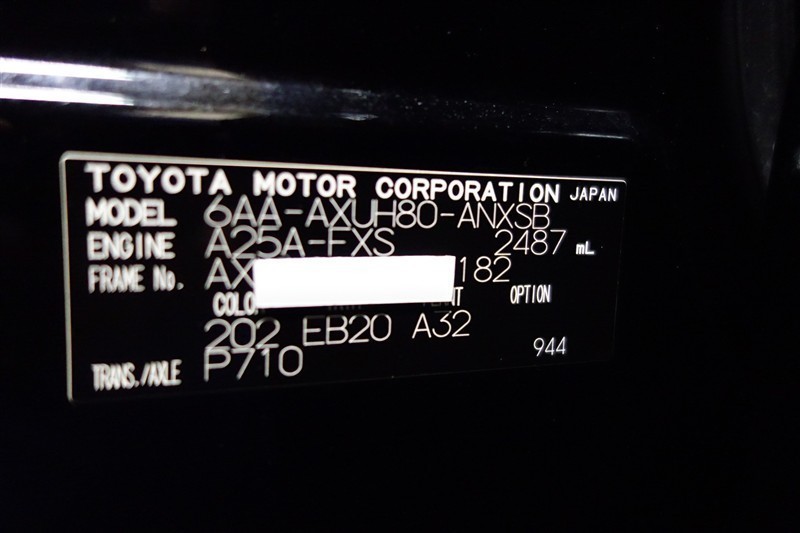 TOYOTA MOTOR CORPORATION JAPAN
MODEL 6AA-AXUH80-ANXSB
ENGINE A25A-FXS 2487 mL
FRAME No. AX 182
COLOR OPTION
202 EB20 A32
TRANS./AXLE P710 944